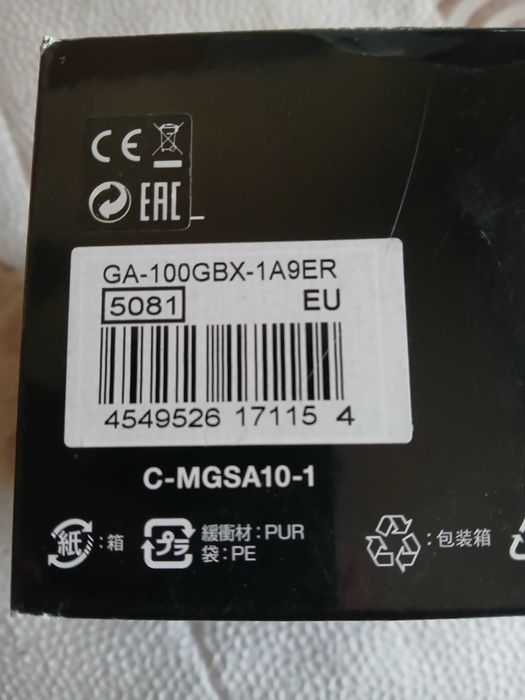 CE
EAC
GA-100GBX-1A9ER
5081 EU
4549526 17115 4
C-MGSA10-1
紙 : 箱
プラ 緩衝材 : PUR
袋 : PE
: 包装箱